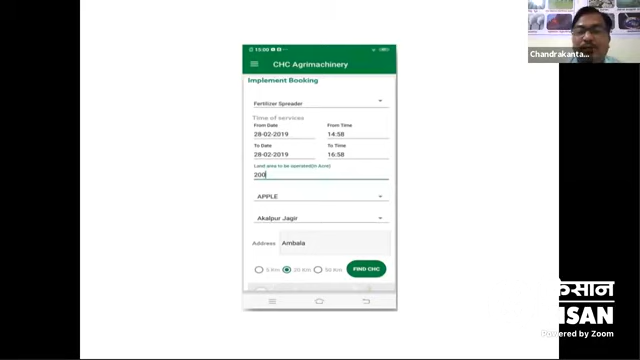 15:00
CHC Agrimachinery
Implement Booking
Fertilizer Spreader
Time of services
From Date
From Time
28-02-2019
14:58
To Date
To Time
28-02-2019
16:58
Land area to be operated(In Acre)
200
APPLE
Akalpur Jagir
Address
Ambala
5 Km
20 Km
50 Km
FIND CHC
Chandrakanta...
Powered by Zoom